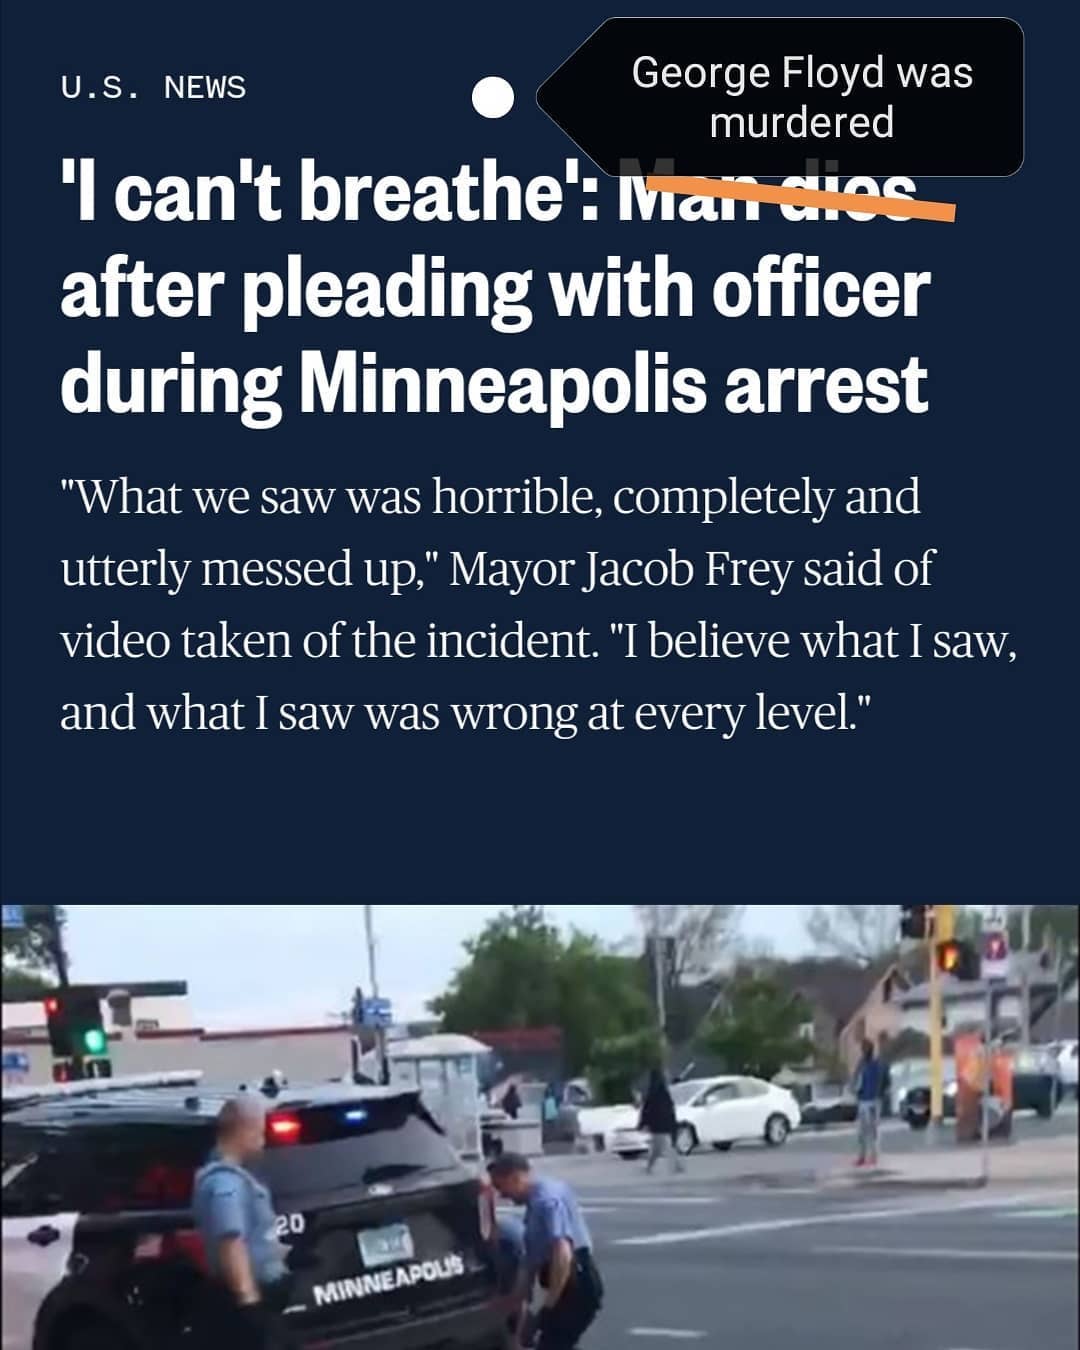 George Floyd was
murdered
U.S. NEWS
'I can't breathe': Man dies
after pleading with officer
during Minneapolis arrest
"What we saw was horrible, completely and
utterly messed up," Mayor Jacob Frey said of
video taken of the incident. "I believe what I saw,
and what I saw was wrong at every level."
20
MINNEAPOLIS